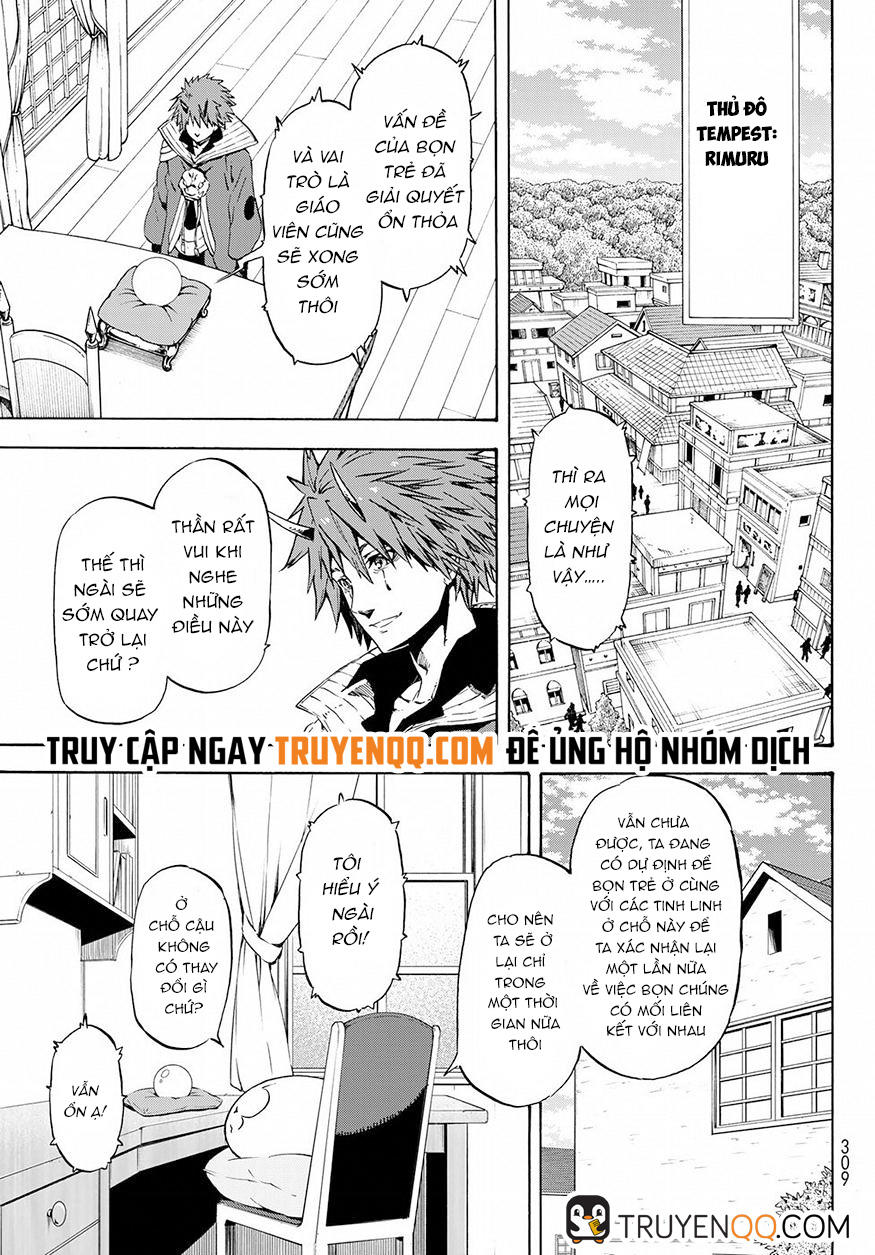 THỦ ĐÔ
TEMPEST:
RIMURU
THÌ RA
MỌI
CHUYỆN
LÀ NHƯ
VẬY.....
VẤN ĐỀ
CỦA BỌN
TRẺ ĐÃ
GIẢI QUYẾT
ỔN THỎA
VÀ VAI
TRÒ LÀ
GIÁO
VIÊN CŨNG
SẼ XONG
SỚM
THÔI
THẦN RẤT
VUI KHI
NGHE
NHỮNG
ĐIỀU NÀY
THẾ THÌ
NGÀI SẼ
SỚM QUAY
TRỞ LẠI
CHỨ ?
TRUY CẬP NGAY TRUYENQQ.COM ĐỂ ỦNG HỘ NHÓM DỊCH
VẪN CHƯA
ĐƯỢC, TA ĐANG
CÓ DỰ ĐỊNH ĐỂ
BỌN TRẺ Ở CÙNG
VỚI CÁC TINH LINH
Ở CHỖ NÀY ĐỂ
TA XÁC NHẬN LẠI
MỘT LẦN NỮA
VỀ VIỆC BỌN CHÚNG
CÓ MỐI LIÊN
KẾT VỚI NHAU
CHO NÊN
TA SẼ Ở
LẠI CHỈ
TRONG
MỘT THỜI
GIAN NỮA
THÔI
TÔI
HIỂU Ý
NGÀI
RỒI!
Ở
CHỖ CẬU
KHÔNG
CÓ THAY
ĐỔI GÌ
CHỨ?
VẪN
ỔN Ạ!
309
TRUYENQQ.COM